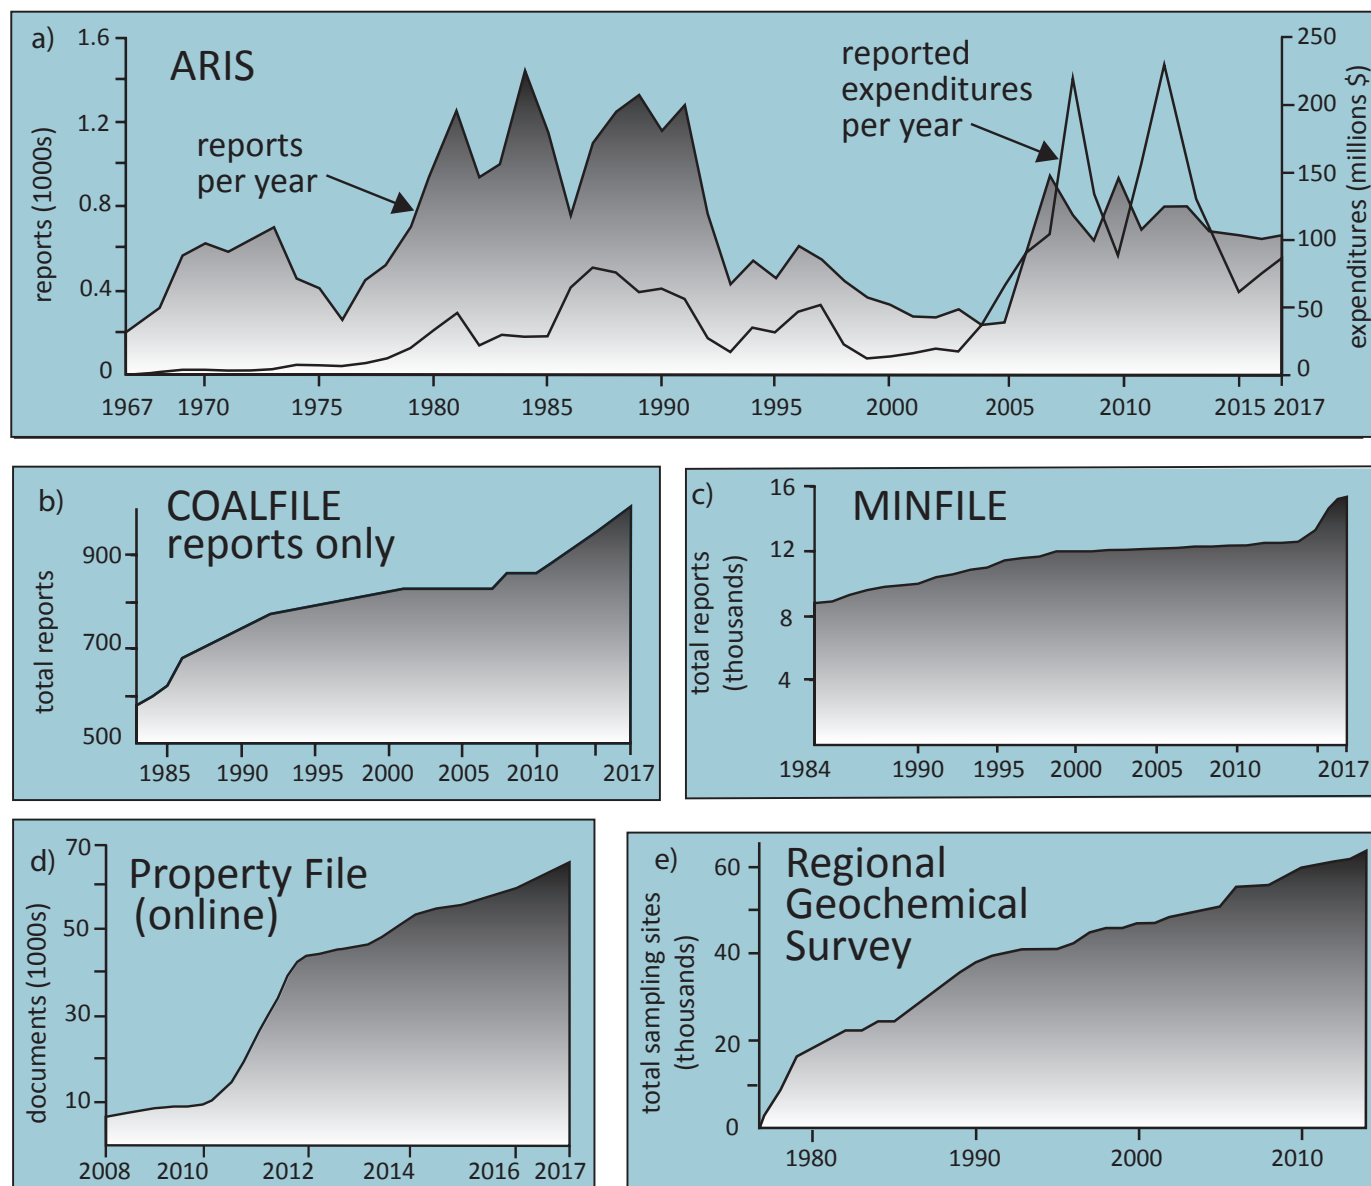 a)
ARIS
reports (1000s)
1.6
1.2
0.8
0.4
0
reports
per year
reported
expenditures
per year
250
200
150
100
50
0
expenditures (millions $)
1967 1970 1975 1980 1985 1990 1995 2000 2005 2010 2015 2017
b)
COALFILE
reports only
total reports
900
700
500
1985 1990 1995 2000 2005 2010 2017
c)
MINFILE
total reports
(thousands)
16
12
8
4
1984 1990 1995 2000 2005 2010 2017
d)
Property File
(online)
documents (1000s)
70
50
30
10
2008 2010 2012 2014 2016 2017
e)
Regional
Geochemical
Survey
total sampling sites
(thousands)
60
40
20
10
0
1980 1990 2000 2010